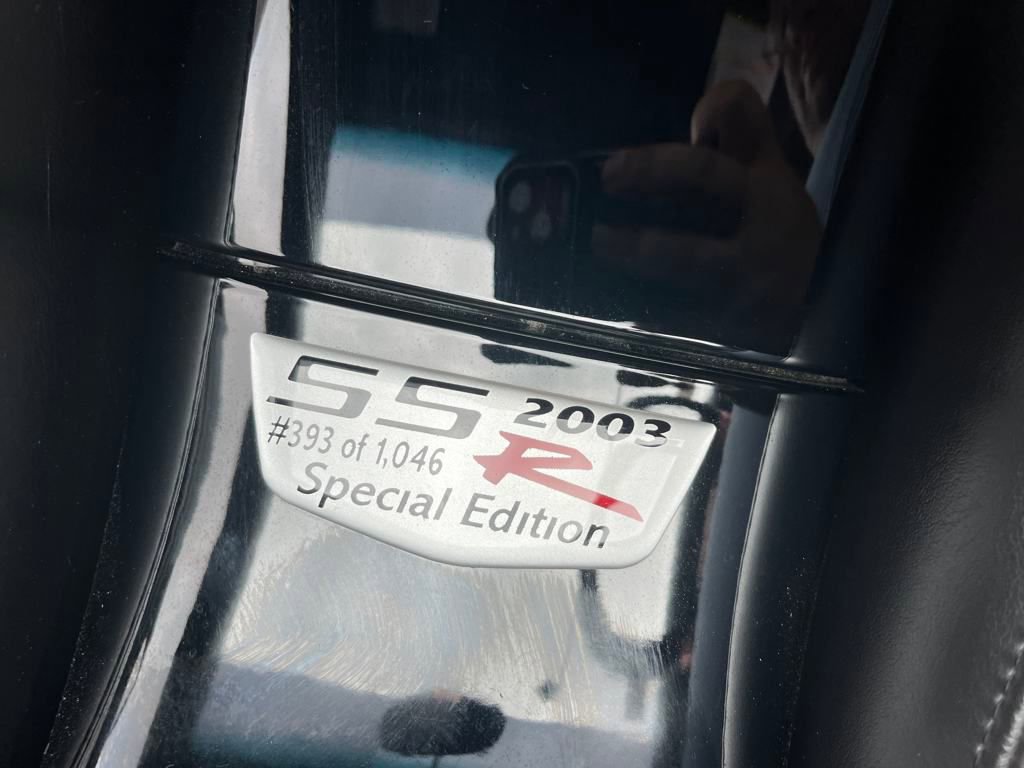 SS 2003
#393 of 1,046 R
Special Edition